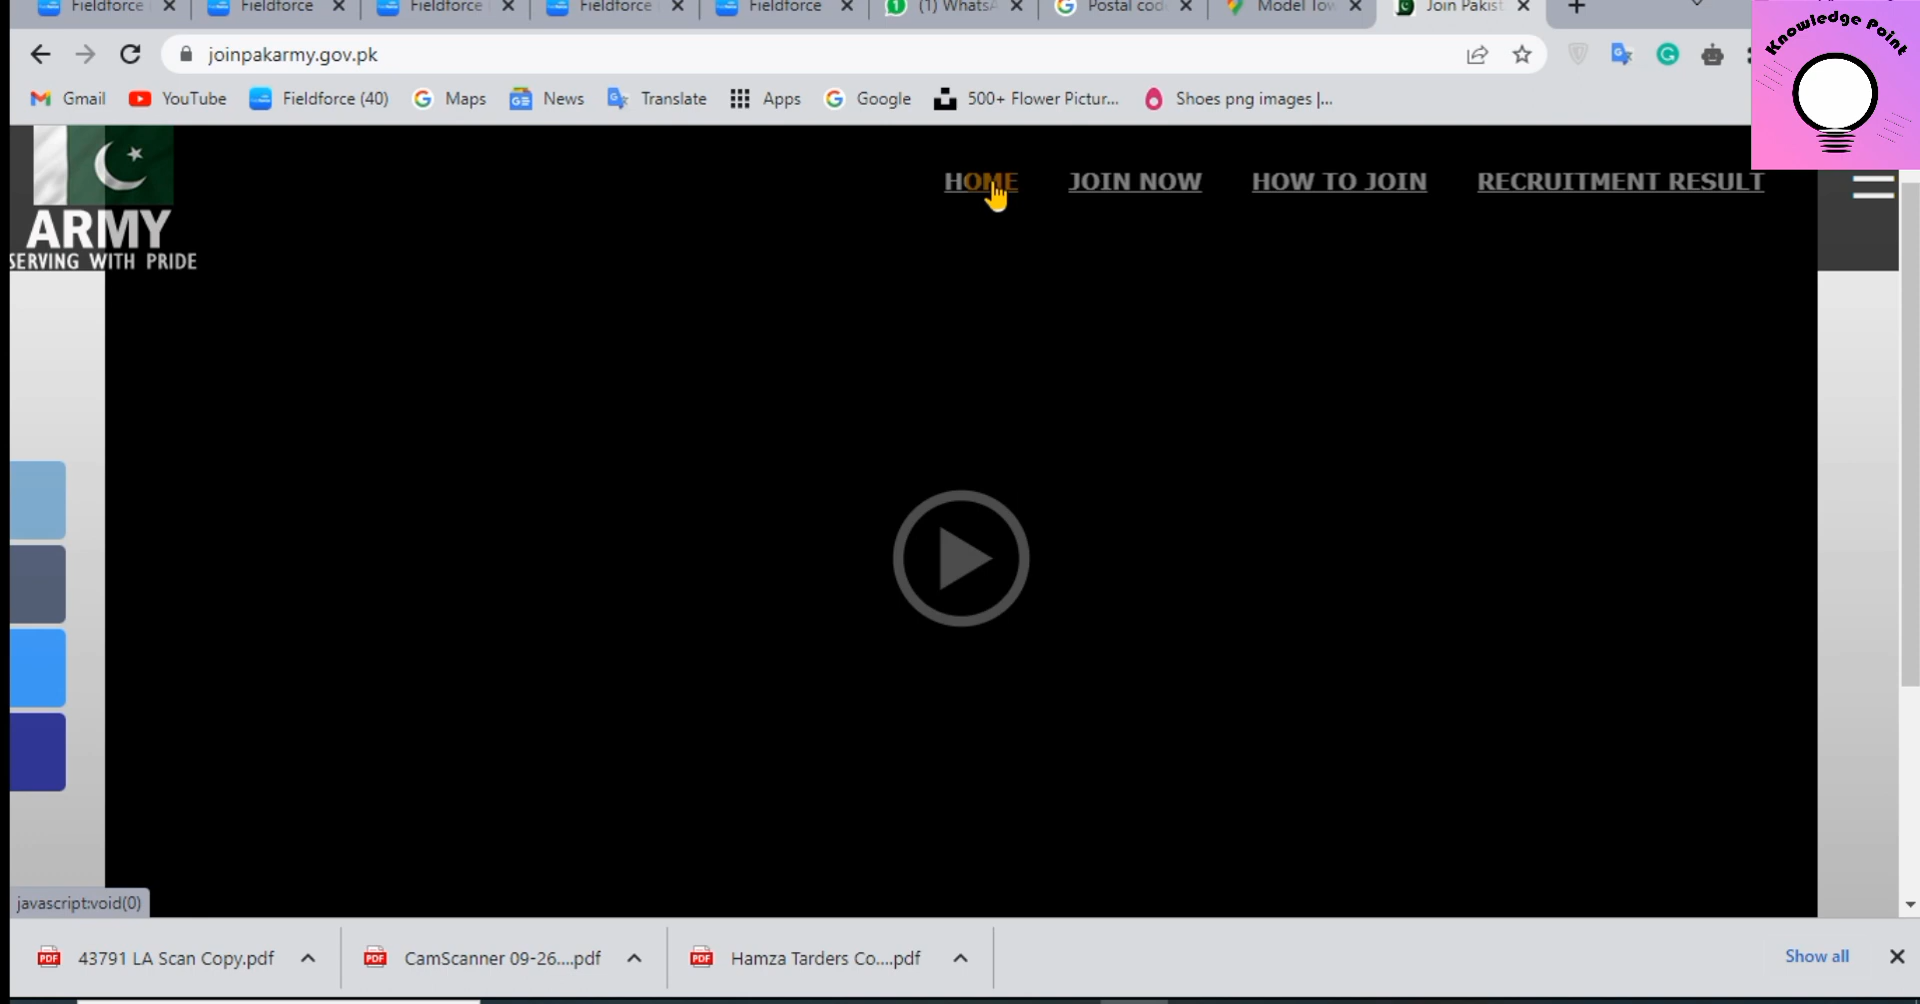 Fieldforce
Fieldforce
Fieldforce
Fieldforce
Fieldforce
(1) WhatsA
Postal cod
Model Tow
Join Pakist
Knowledge Point
joinpakarmy.gov.pk
Gmail
YouTube
Fieldforce (40)
Maps
News
Translate
Apps
Google
500+ Flower Pictur...
Shoes png images |...
ARMY
SERVING WITH PRIDE
HOME
JOIN NOW
HOW TO JOIN
RECRUITMENT RESULT
javascript:void(0)
43791 LA Scan Copy.pdf
CamScanner 09-26....pdf
Hamza Tarders Co....pdf
Show all